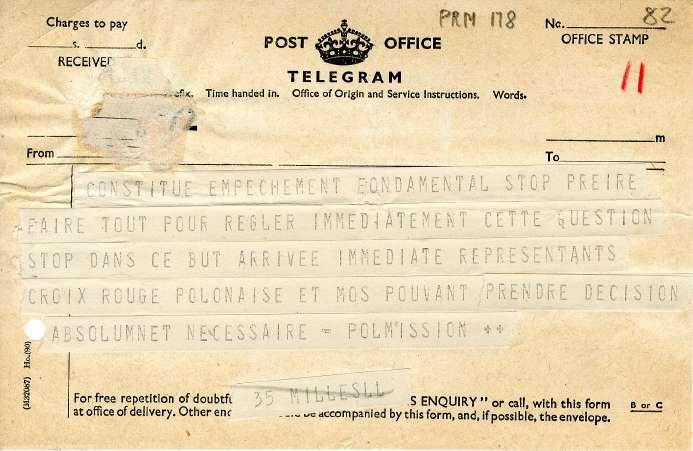 Charges to pay
s. d.
RECEIVED
PRM 178
No. 82
POST OFFICE
OFFICE STAMP
TELEGRAM
11
Prefix. Time handed in. Office of Origin and Service Instructions. Words.
m
From
To
CONSTITUE EMPECHEMENT FONDAMENTAL STOP PREIRE
FAIRE TOUT POUR REGLER IMMEDIATEMENT CETTE QUESTION
STOP DANS CE BUT ARRIVEE IMMEDIATE REPRESENTANTS
CROIX ROUGE POLONAISE ET MOS POUVANT PRENDRE DECISION
ABSOLUMNET NECESSAIRE = POLMISSION ++
35 MILLESLL
For free repetition of doubtfu S ENQUIRY" or call, with this form
at office of delivery. Other enq be accompanied by this form, and, if possible, the envelope.
B or C